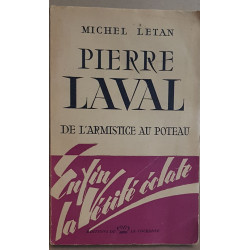 MICHEL LETAN
PIERRE
LAVAL
DE L'ARMISTICE AU POTEAU
Enfin
la Vérité éclate